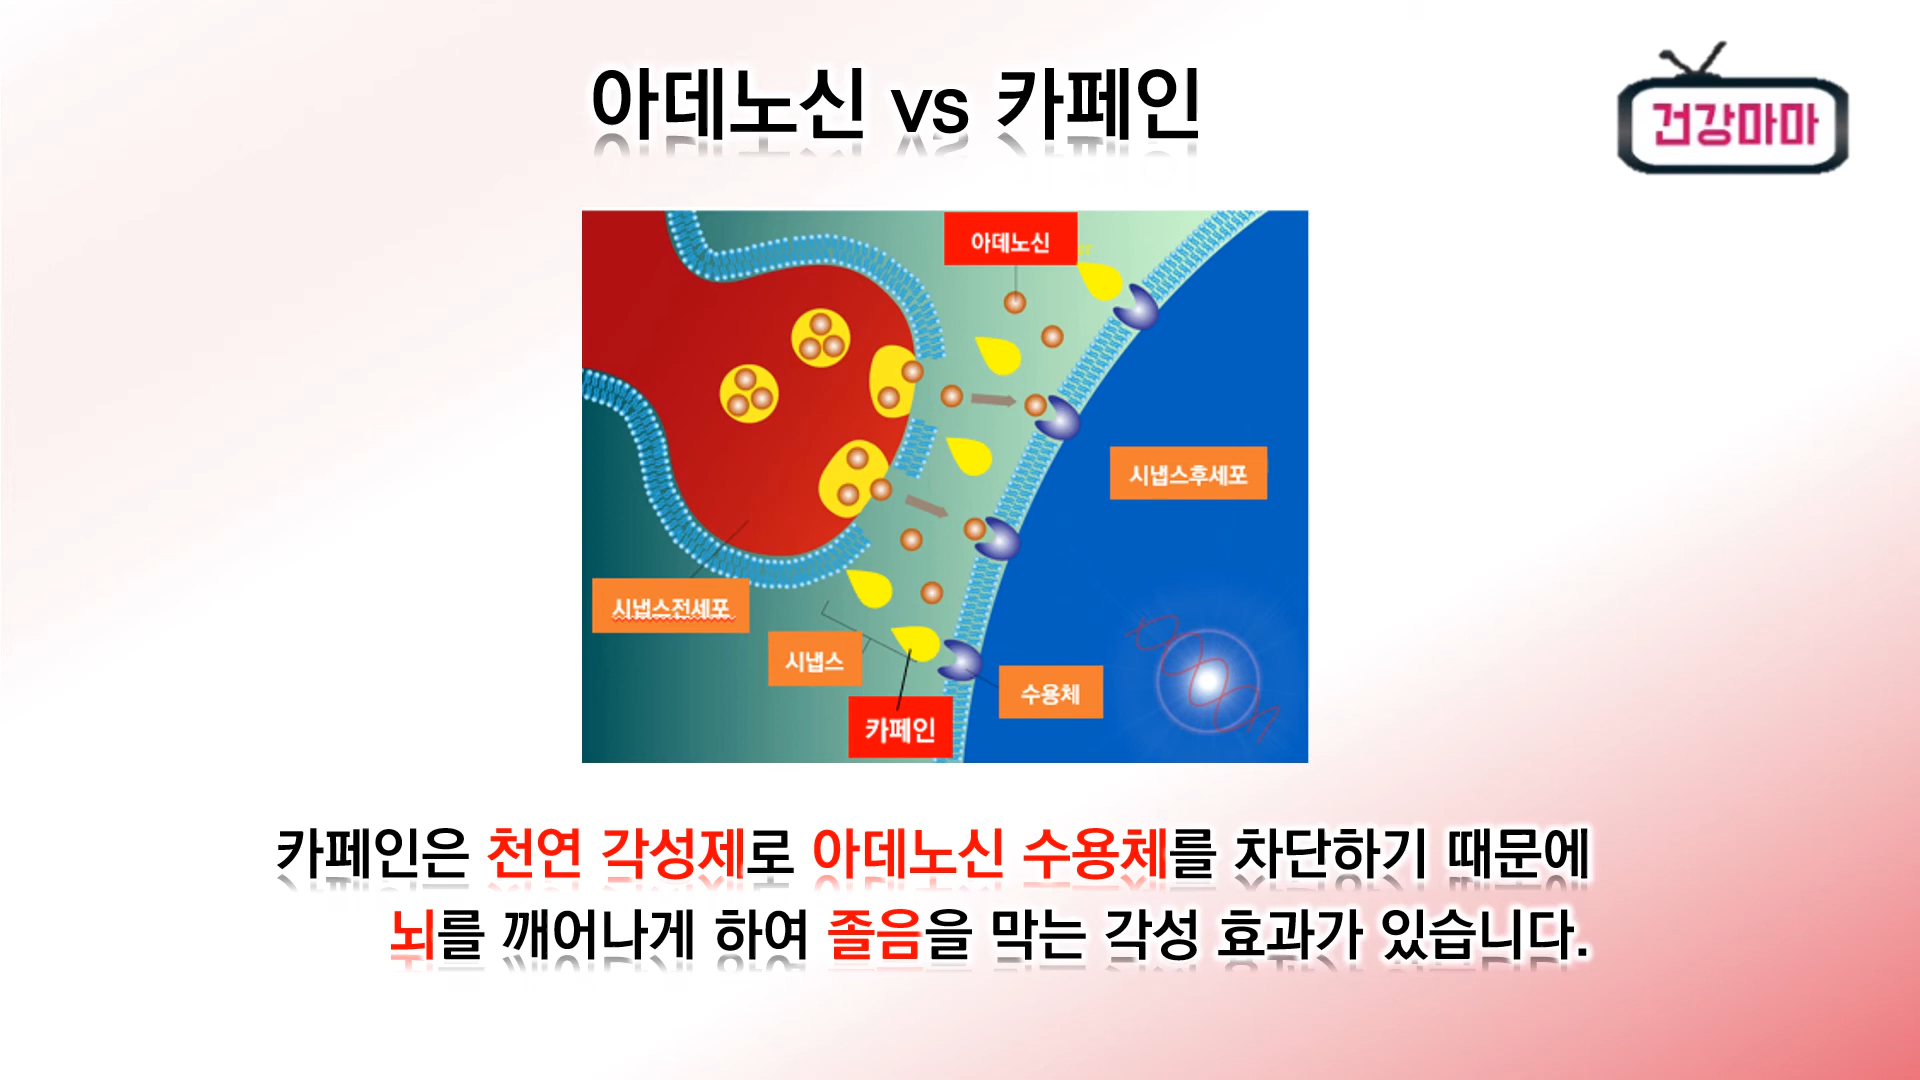 아데노신 vs 카페인
건강마마
아데노신
시냅스후세포
시냅스전세포
시냅스
수용체
카페인
카페인은 천연 각성제로 아데노신 수용체를 차단하기 때문에
뇌를 깨어나게 하여 졸음을 막는 각성 효과가 있습니다.